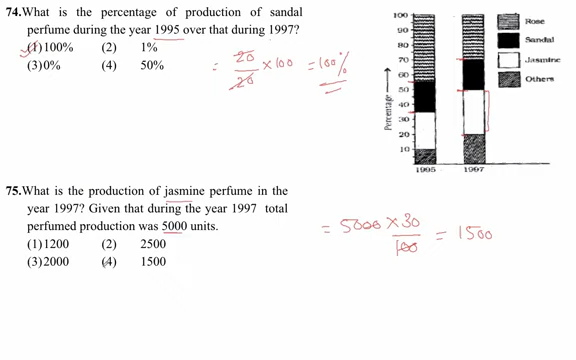 74.What is the percentage of production of sandal
perfume during the year 1995 over that during 1997?
(1)100% (2) 1%
(3)0% (4) 50%
= 20/20 ×100 =100%
100
90
80
70
60
50
40
30
20
10
Percentage
1995 1997
Rose
Sandal
Jasmine
Others
75.What is the production of jasmine perfume in the
year 1997? Given that during the year 1997 total
perfumed production was 5000 units.
(1)1200 (2) 2500
(3)2000 (4) 1500
= 5000 × 30/100 = 1500